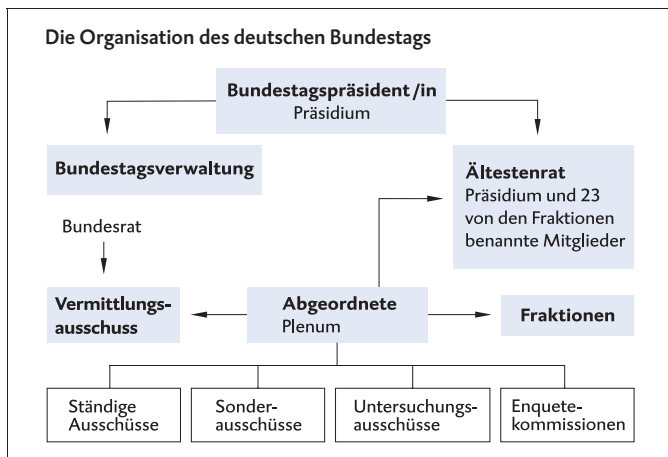 Die Organisation des deutschen Bundestags
Bundestagspräsident/in
Präsidium
Bundestagsverwaltung
Ältestenrat
Präsidium und 23
von den Fraktionen
benannte Mitglieder
Bundesrat
Vermittlungs-
ausschuss
Abgeordnete
Plenum
Fraktionen
Ständige
Ausschüsse
Sonder-
ausschüsse
Untersuchungs-
ausschüsse
Enquete-
kommissionen